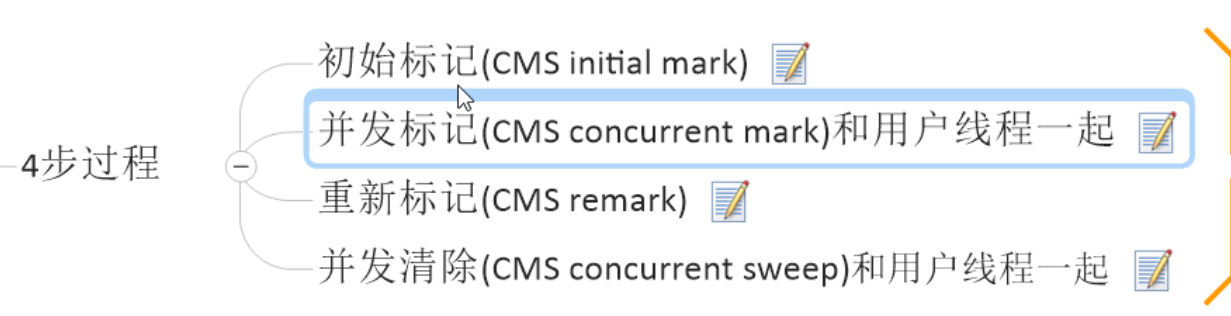 初始标记(CMS initial mark)
并发标记(CMS concurrent mark)和用户线程一起
4步过程
重新标记(CMS remark)
并发清除(CMS concurrent sweep)和用户线程一起